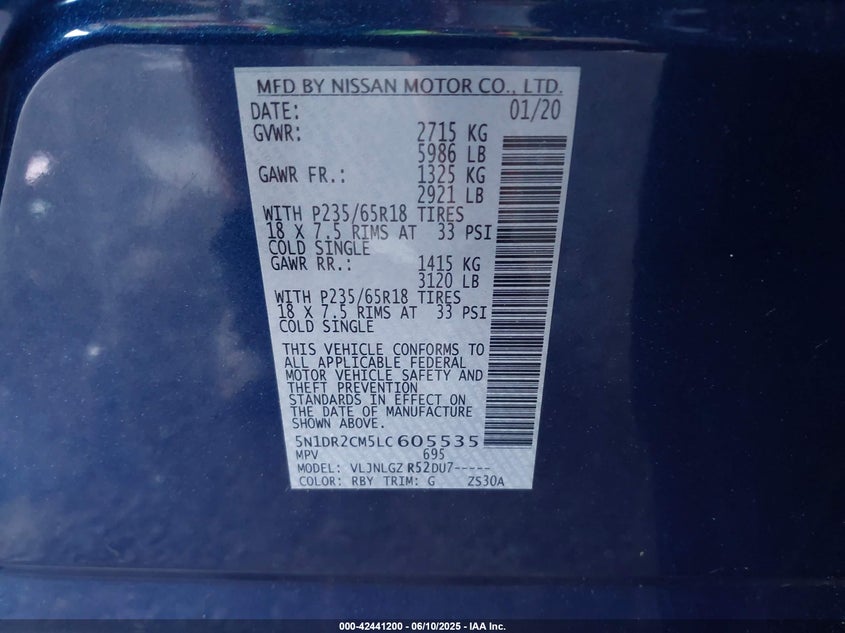 MFD BY NISSAN MOTOR CO., LTD.
DATE: 01/20
GVWR: 2715 KG
5986 LB
GAWR FR.: 1325 KG
2921 LB
WITH P235/65R18 TIRES
18 X 7.5 RIMS AT 33 PSI
COLD SINGLE
GAWR RR.: 1415 KG
3120 LB
WITH P235/65R18 TIRES
18 X 7.5 RIMS AT 33 PSI
COLD SINGLE
THIS VEHICLE CONFORMS TO
ALL APPLICABLE FEDERAL
MOTOR VEHICLE SAFETY AND
THEFT PREVENTION
STANDARDS IN EFFECT ON
THE DATE OF MANUFACTURE
SHOWN ABOVE.
5N1DR2CM5LC605535
MPV 695
MODEL: VLJNLGZ R52DU7-----
COLOR: RBY TRIM: G ZS30A
000-42441200 - 06/10/2025 - IAA Inc.